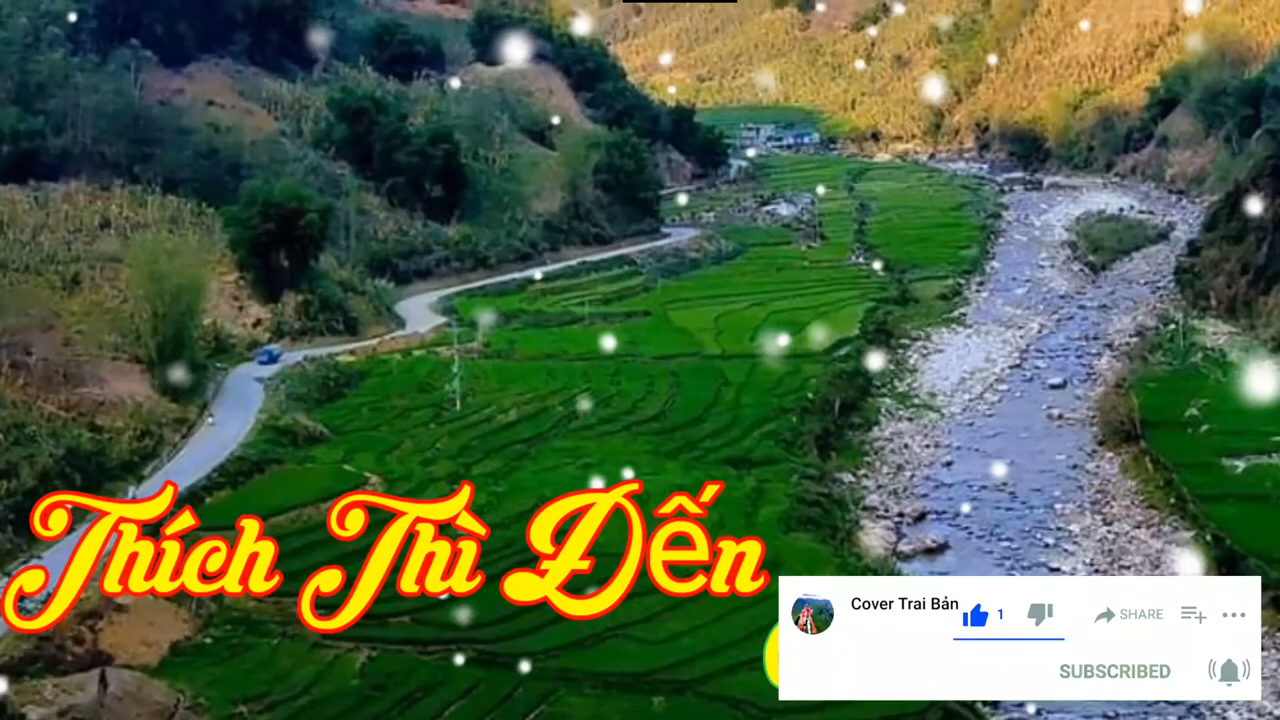 Thích Thì Đến
Cover Trai Bản
1
SHARE
SUBSCRIBED